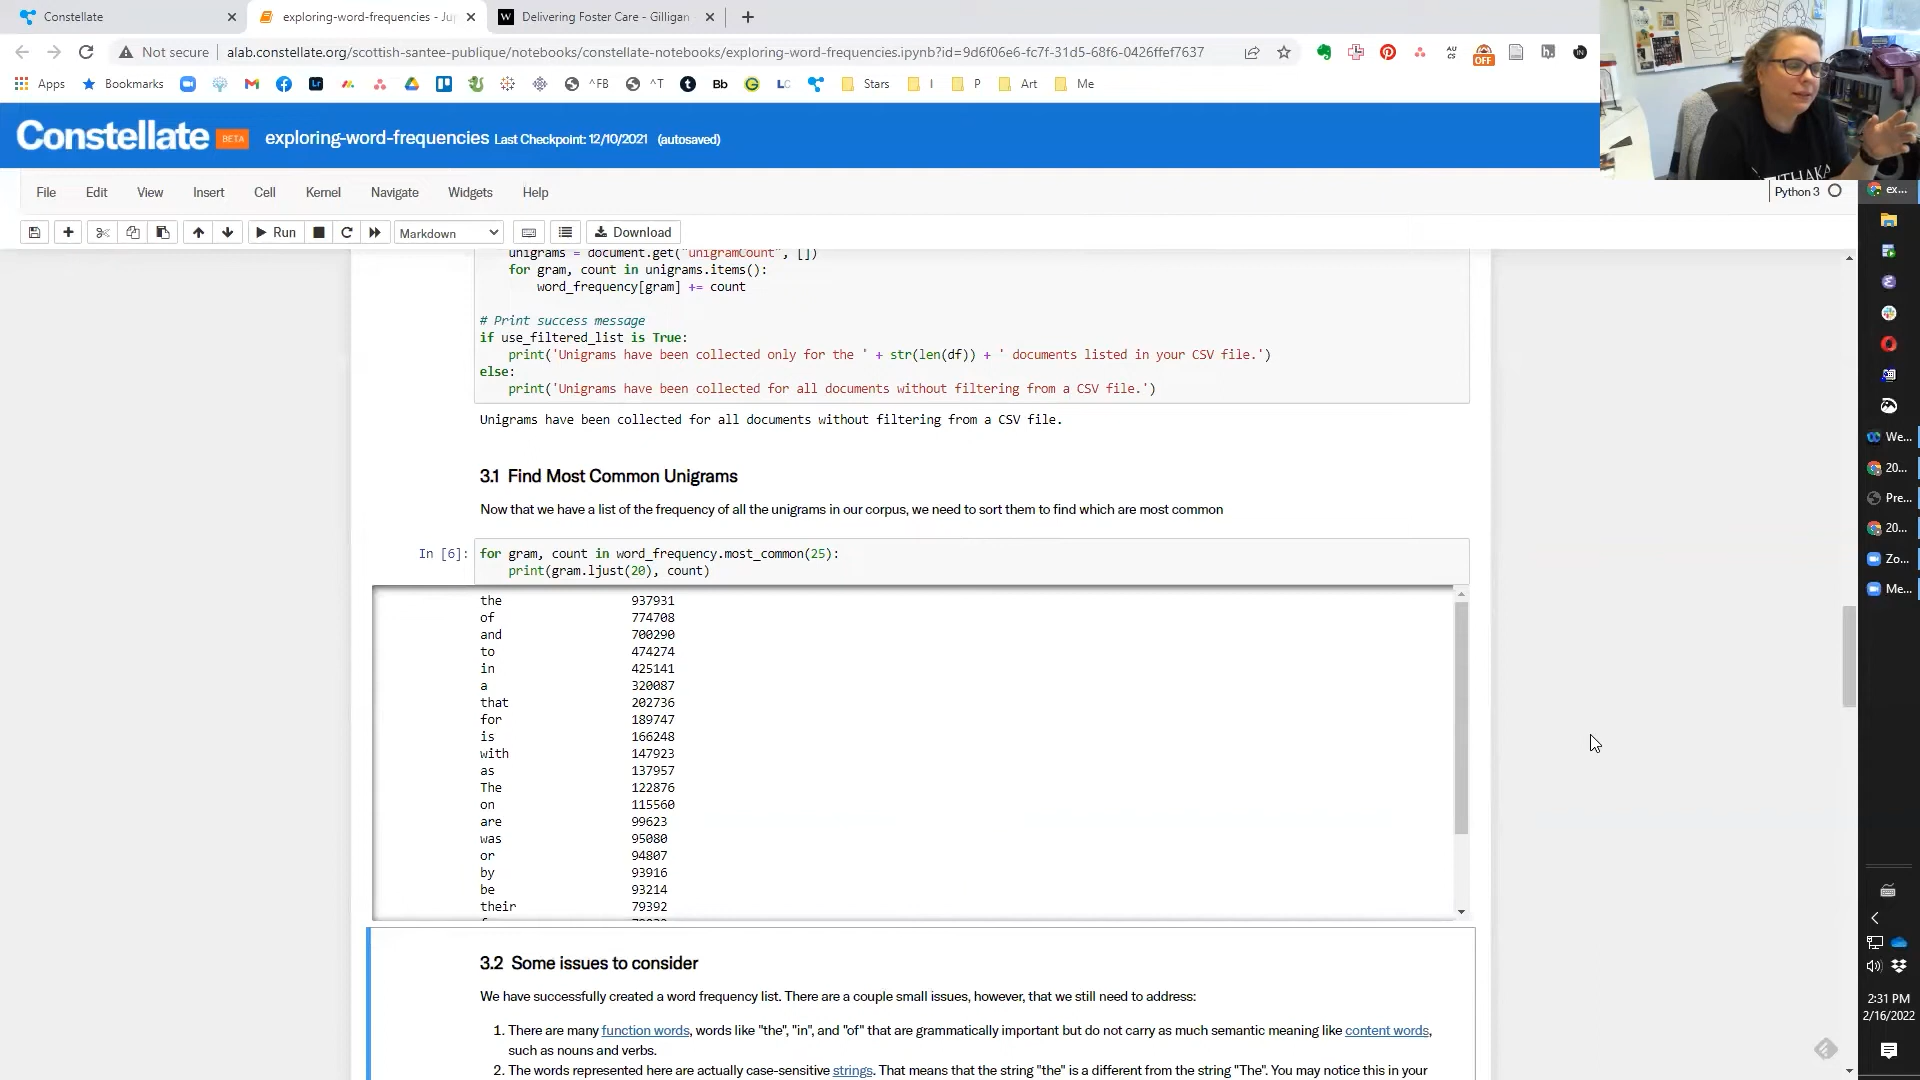 Constellate
exploring-word-frequencies - Ju
Delivering Foster Care - Gilligan
Not secure
alab.constellate.org/scottish-santee-publique/notebooks/constellate-notebooks/exploring-word-frequencies.ipynb?id=9d6f06e6-fc7f-31d5-68f6-0426ffef7637
Apps
Bookmarks
^FB
^T
Bb
LC
Stars
I
P
Art
Me
Constellate BETA
exploring-word-frequencies Last Checkpoint: 12/10/2021 (autosaved)
File Edit View Insert Cell Kernel Navigate Widgets Help
Python 3
Run
Markdown
Download
unigrams = document.get("unigramCount", [])
for gram, count in unigrams.items():
word_frequency[gram] += count
# Print success message
if use_filtered_list is True:
print('Unigrams have been collected only for the ' + str(len(df)) + ' documents listed in your CSV file.')
else:
print('Unigrams have been collected for all documents without filtering from a CSV file.')
Unigrams have been collected for all documents without filtering from a CSV file.
3.1 Find Most Common Unigrams
Now that we have a list of the frequency of all the unigrams in our corpus, we need to sort them to find which are most common
In [6]: for gram, count in word_frequency.most_common(25):
print(gram.ljust(20), count)
the 937931
of 774708
and 700290
to 474274
in 425141
a 320087
that 202736
for 189747
is 166248
with 147923
as 137957
The 122876
on 115560
are 99623
was 95080
or 94807
by 93916
be 93214
their 79392
3.2 Some issues to consider
We have successfully created a word frequency list. There are a couple small issues, however, that we still need to address:
1. There are many function words, words like "the", "in", and "of" that are grammatically important but do not carry as much semantic meaning like content words,
such as nouns and verbs.
2. The words represented here are actually case-sensitive strings. That means that the string "the" is a different from the string "The". You may notice this in your
ex...
We...
20...
Pre...
20...
Zo...
Me...
2:31 PM
2/16/2022